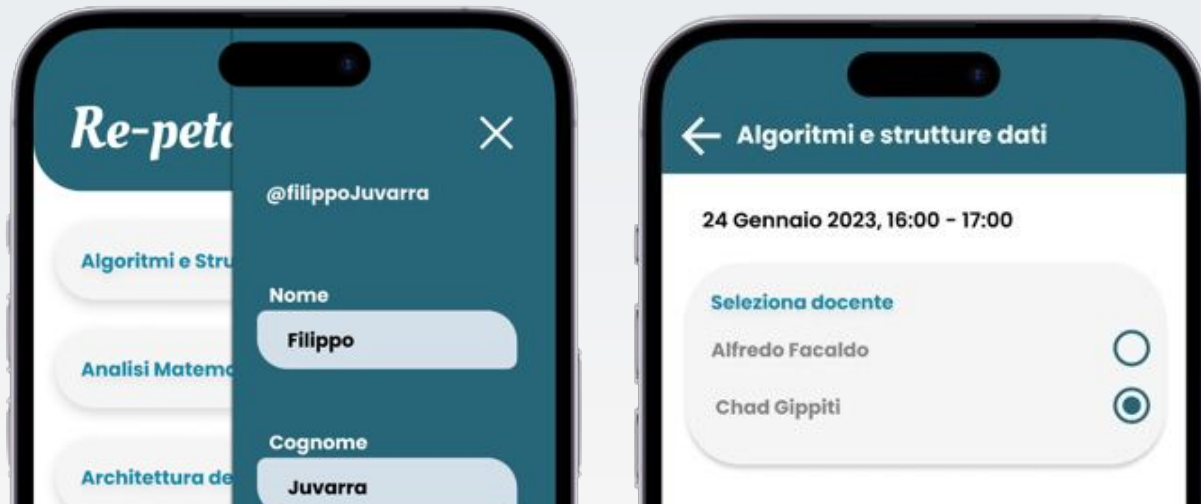 Re-peta
@filippoJuvarra
Algoritmi e Stru
Nome
Filippo
Analisi Matema
Cognome
Architettura de
Juvarra
Algoritmi e strutture dati
24 Gennaio 2023, 16:00 - 17:00
Seleziona docente
Alfredo Facaldo
Chad Gippiti